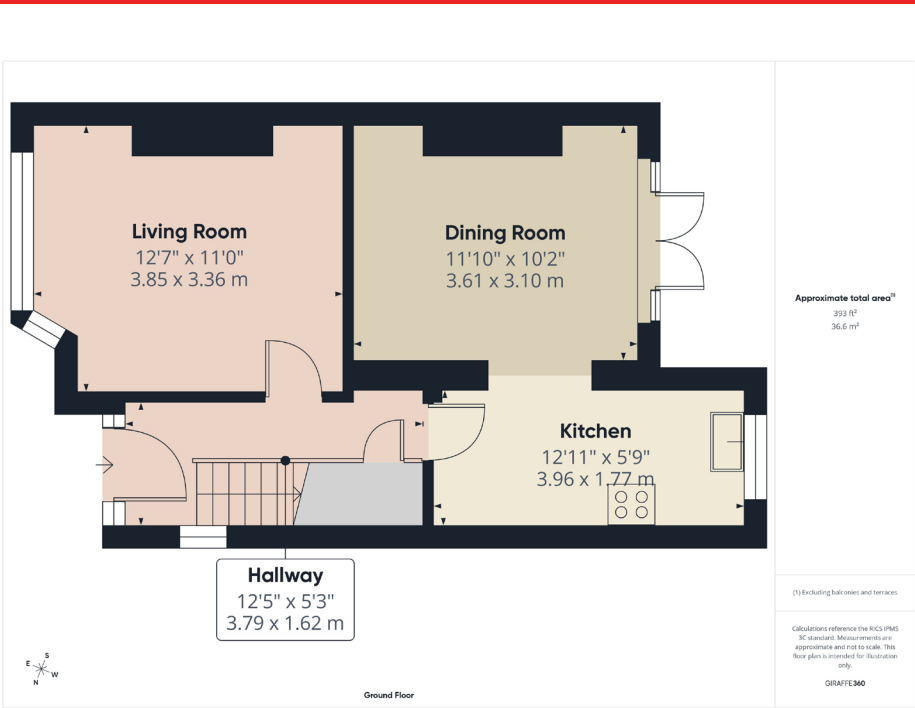 Living Room
12'7" x 11'0"
3.85 x 3.36 m
Dining Room
11'10" x 10'2"
3.61 x 3.10 m
Kitchen
12'11" x 5'9"
3.96 x 1.77 m
Hallway
12'5" x 5'3"
3.79 x 1.62 m
S
E
W
N
Ground Floor
Approximate total area(1)
393 ft²
36.6 m²
(1) Excluding balconies and terraces
Calculations reference the RICS IPMS
3C standard. Measurements are
approximate and not to scale. This
floor plan is intended for illustration
only.
GIRAFFE360